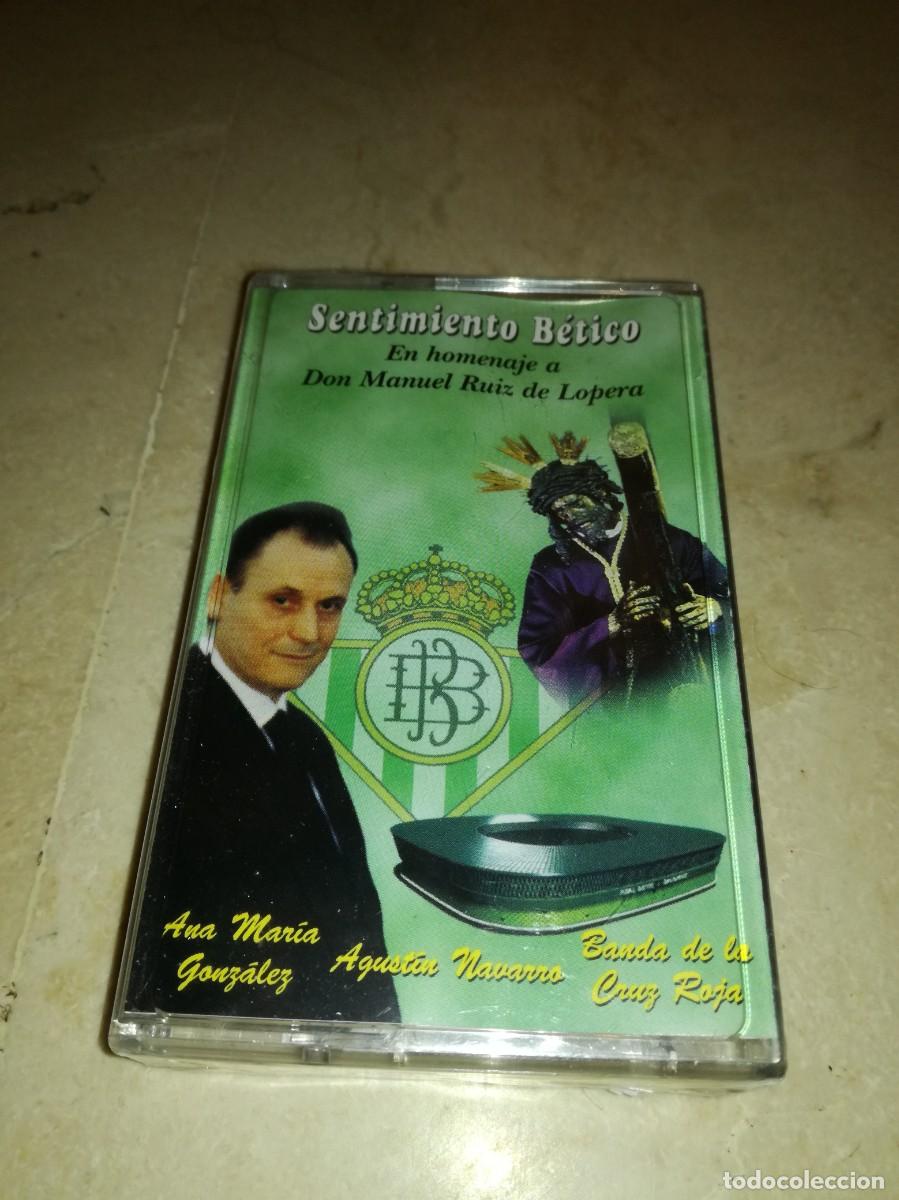 Sentimiento Bético
En homenaje a
Don Manuel Ruiz de Lopera
BB
Ana María
González
Agustín Navarro
Banda de la
Cruz Roja
todocoleccion